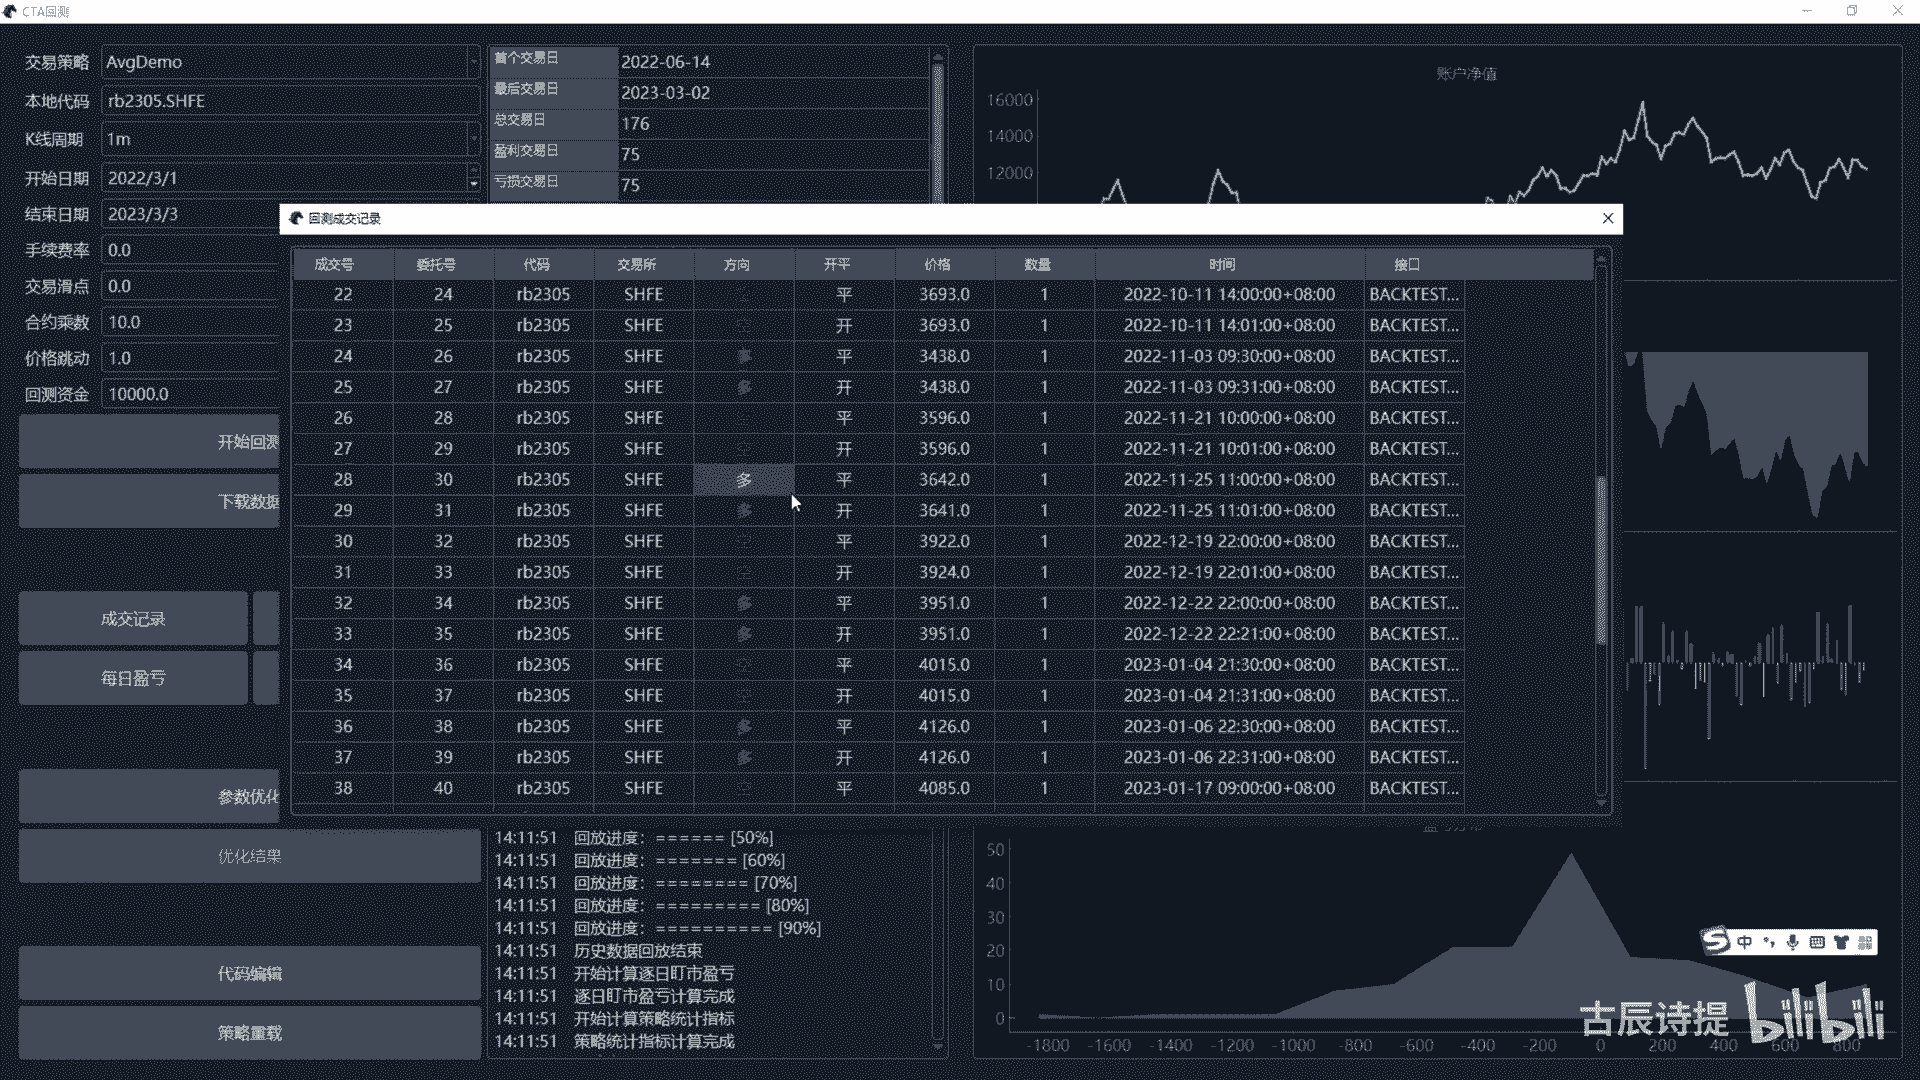 CTA回测
交易策略 AvgDemo
本地代码 rb2305.SHFE
K线周期 1m
开始日期 2022/3/1
结束日期 2023/3/3
手续费率 0.0
交易滑点 0.0
合约乘数 10.0
价格跳动 1.0
回测资金 10000.0
开始回测
下载数据
成交记录
每日盈亏
参数优化
优化结果
代码编辑
策略重载
首个交易日 2022-06-14
最后交易日 2023-03-02
总交易日 176
盈利交易日 75
亏损交易日 75
账户净值
16000
14000
12000
回测成交记录
成交号 委托号 代码 交易所 方向 开平 价格 数量 时间 接口
22 24 rb2305 SHFE 空 平 3693.0 1 2022-10-11 14:00:00+08:00 BACKTEST...
23 25 rb2305 SHFE 空 开 3693.0 1 2022-10-11 14:01:00+08:00 BACKTEST...
24 26 rb2305 SHFE 多 平 3438.0 1 2022-11-03 09:30:00+08:00 BACKTEST...
25 27 rb2305 SHFE 多 开 3438.0 1 2022-11-03 09:31:00+08:00 BACKTEST...
26 28 rb2305 SHFE 空 平 3596.0 1 2022-11-21 10:00:00+08:00 BACKTEST...
27 29 rb2305 SHFE 空 开 3596.0 1 2022-11-21 10:01:00+08:00 BACKTEST...
28 30 rb2305 SHFE 多 平 3642.0 1 2022-11-25 11:00:00+08:00 BACKTEST...
29 31 rb2305 SHFE 多 开 3641.0 1 2022-11-25 11:01:00+08:00 BACKTEST...
30 32 rb2305 SHFE 空 平 3922.0 1 2022-12-19 22:00:00+08:00 BACKTEST...
31 33 rb2305 SHFE 空 开 3924.0 1 2022-12-19 22:01:00+08:00 BACKTEST...
32 34 rb2305 SHFE 多 平 3951.0 1 2022-12-22 22:00:00+08:00 BACKTEST...
33 35 rb2305 SHFE 多 开 3951.0 1 2022-12-22 22:21:00+08:00 BACKTEST...
34 36 rb2305 SHFE 空 平 4015.0 1 2023-01-04 21:30:00+08:00 BACKTEST...
35 37 rb2305 SHFE 空 开 4015.0 1 2023-01-04 21:31:00+08:00 BACKTEST...
36 38 rb2305 SHFE 多 平 4126.0 1 2023-01-06 22:30:00+08:00 BACKTEST...
37 39 rb2305 SHFE 多 开 4126.0 1 2023-01-06 22:31:00+08:00 BACKTEST...
38 40 rb2305 SHFE 空 平 4085.0 1 2023-01-17 09:00:00+08:00 BACKTEST...
14:11:51 回放进度：====== [50%]
14:11:51 回放进度：======= [60%]
14:11:51 回放进度：======== [70%]
14:11:51 回放进度：========= [80%]
14:11:51 回放进度：========== [90%]
14:11:51 历史数据回放结束
14:11:51 开始计算逐日盯市盈亏
14:11:51 逐日盯市盈亏计算完成
14:11:51 开始计算策略统计指标
14:11:51 策略统计指标计算完成
50
40
30
20
10
0
-1800 -1600 -1400 -1200 -1000 -800 -600 -400 -200 0 200 400 600 800
中
古辰诗提 bilibili